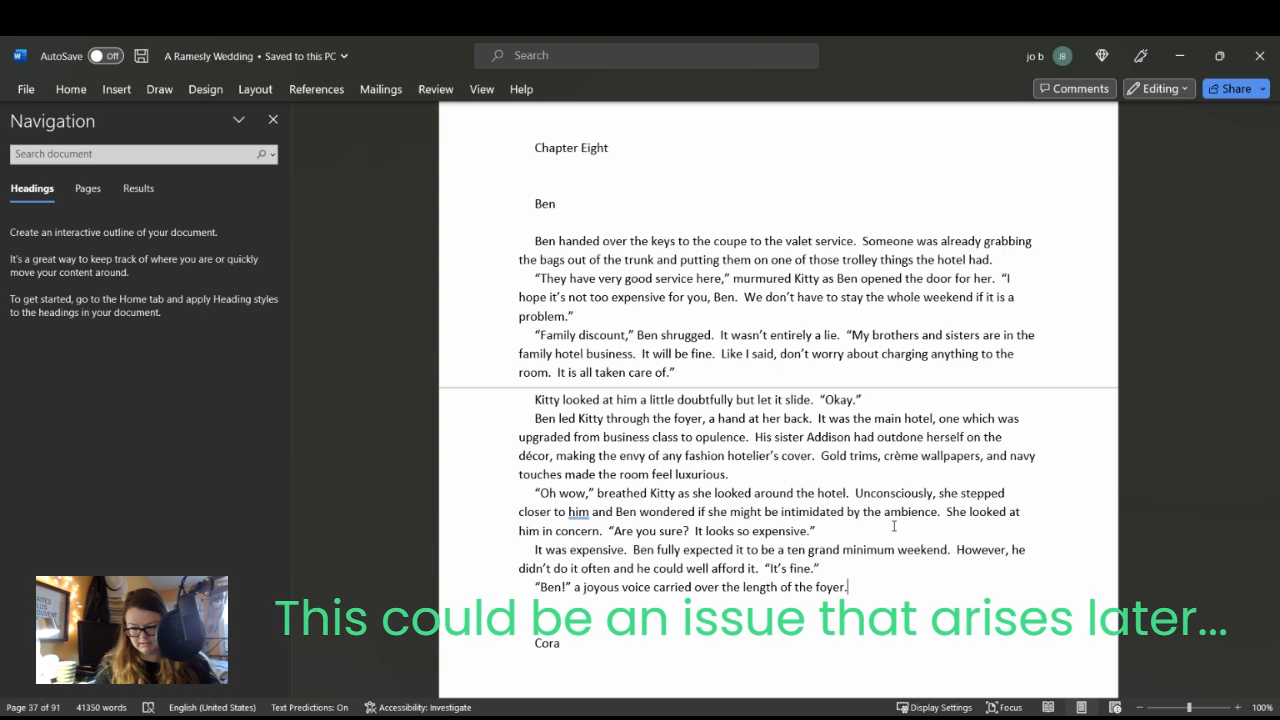 AutoSave Off A Ramesly Wedding • Saved to this PC Search jo b JB
File Home Insert Draw Design Layout References Mailings Review View Help Comments Editing Share
Navigation
Search document
Headings Pages Results
Create an interactive outline of your document.
It's a great way to keep track of where you are or quickly
move your content around.
To get started, go to the Home tab and apply Heading styles
to the headings in your document.
Chapter Eight
Ben
Ben handed over the keys to the coupe to the valet service.  Someone was already grabbing
the bags out of the trunk and putting them on one of those trolley things the hotel had.
“They have very good service here,” murmured Kitty as Ben opened the door for her.  “I
hope it’s not too expensive for you, Ben.  We don’t have to stay the whole weekend if it is a
problem.”
“Family discount,” Ben shrugged.  It wasn’t entirely a lie.  “My brothers and sisters are in the
family hotel business.  It will be fine.  Like I said, don’t worry about charging anything to the
room.  It is all taken care of.”
Kitty looked at him a little doubtfully but let it slide.  “Okay.”
Ben led Kitty through the foyer, a hand at her back.  It was the main hotel, one which was
upgraded from business class to opulence.  His sister Addison had outdone herself on the
décor, making the envy of any fashion hotelier’s cover.  Gold trims, crème wallpapers, and navy
touches made the room feel luxurious.
“Oh wow,” breathed Kitty as she looked around the hotel.  Unconsciously, she stepped
closer to him and Ben wondered if she might be intimidated by the ambience.  She looked at
him in concern.  “Are you sure?  It looks so expensive.”
It was expensive.  Ben fully expected it to be a ten grand minimum weekend.  However, he
didn’t do it often and he could well afford it.  “It’s fine.”
“Ben!” a joyous voice carried over the length of the foyer.
This could be an issue that arises later...
Cora
Page 37 of 91 41350 words English (United States) Text Predictions: On Accessibility: Investigate Display Settings Focus 100%